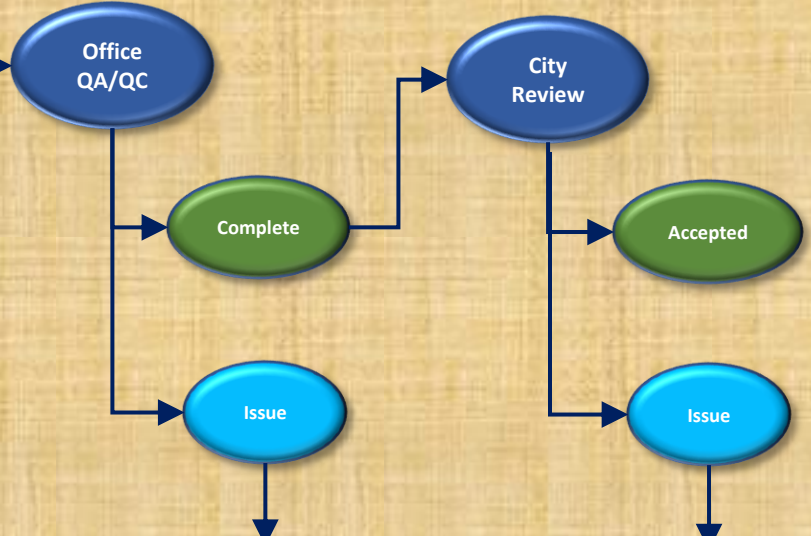 Office
QA/QC
City
Review
Complete
Accepted
Issue
Issue